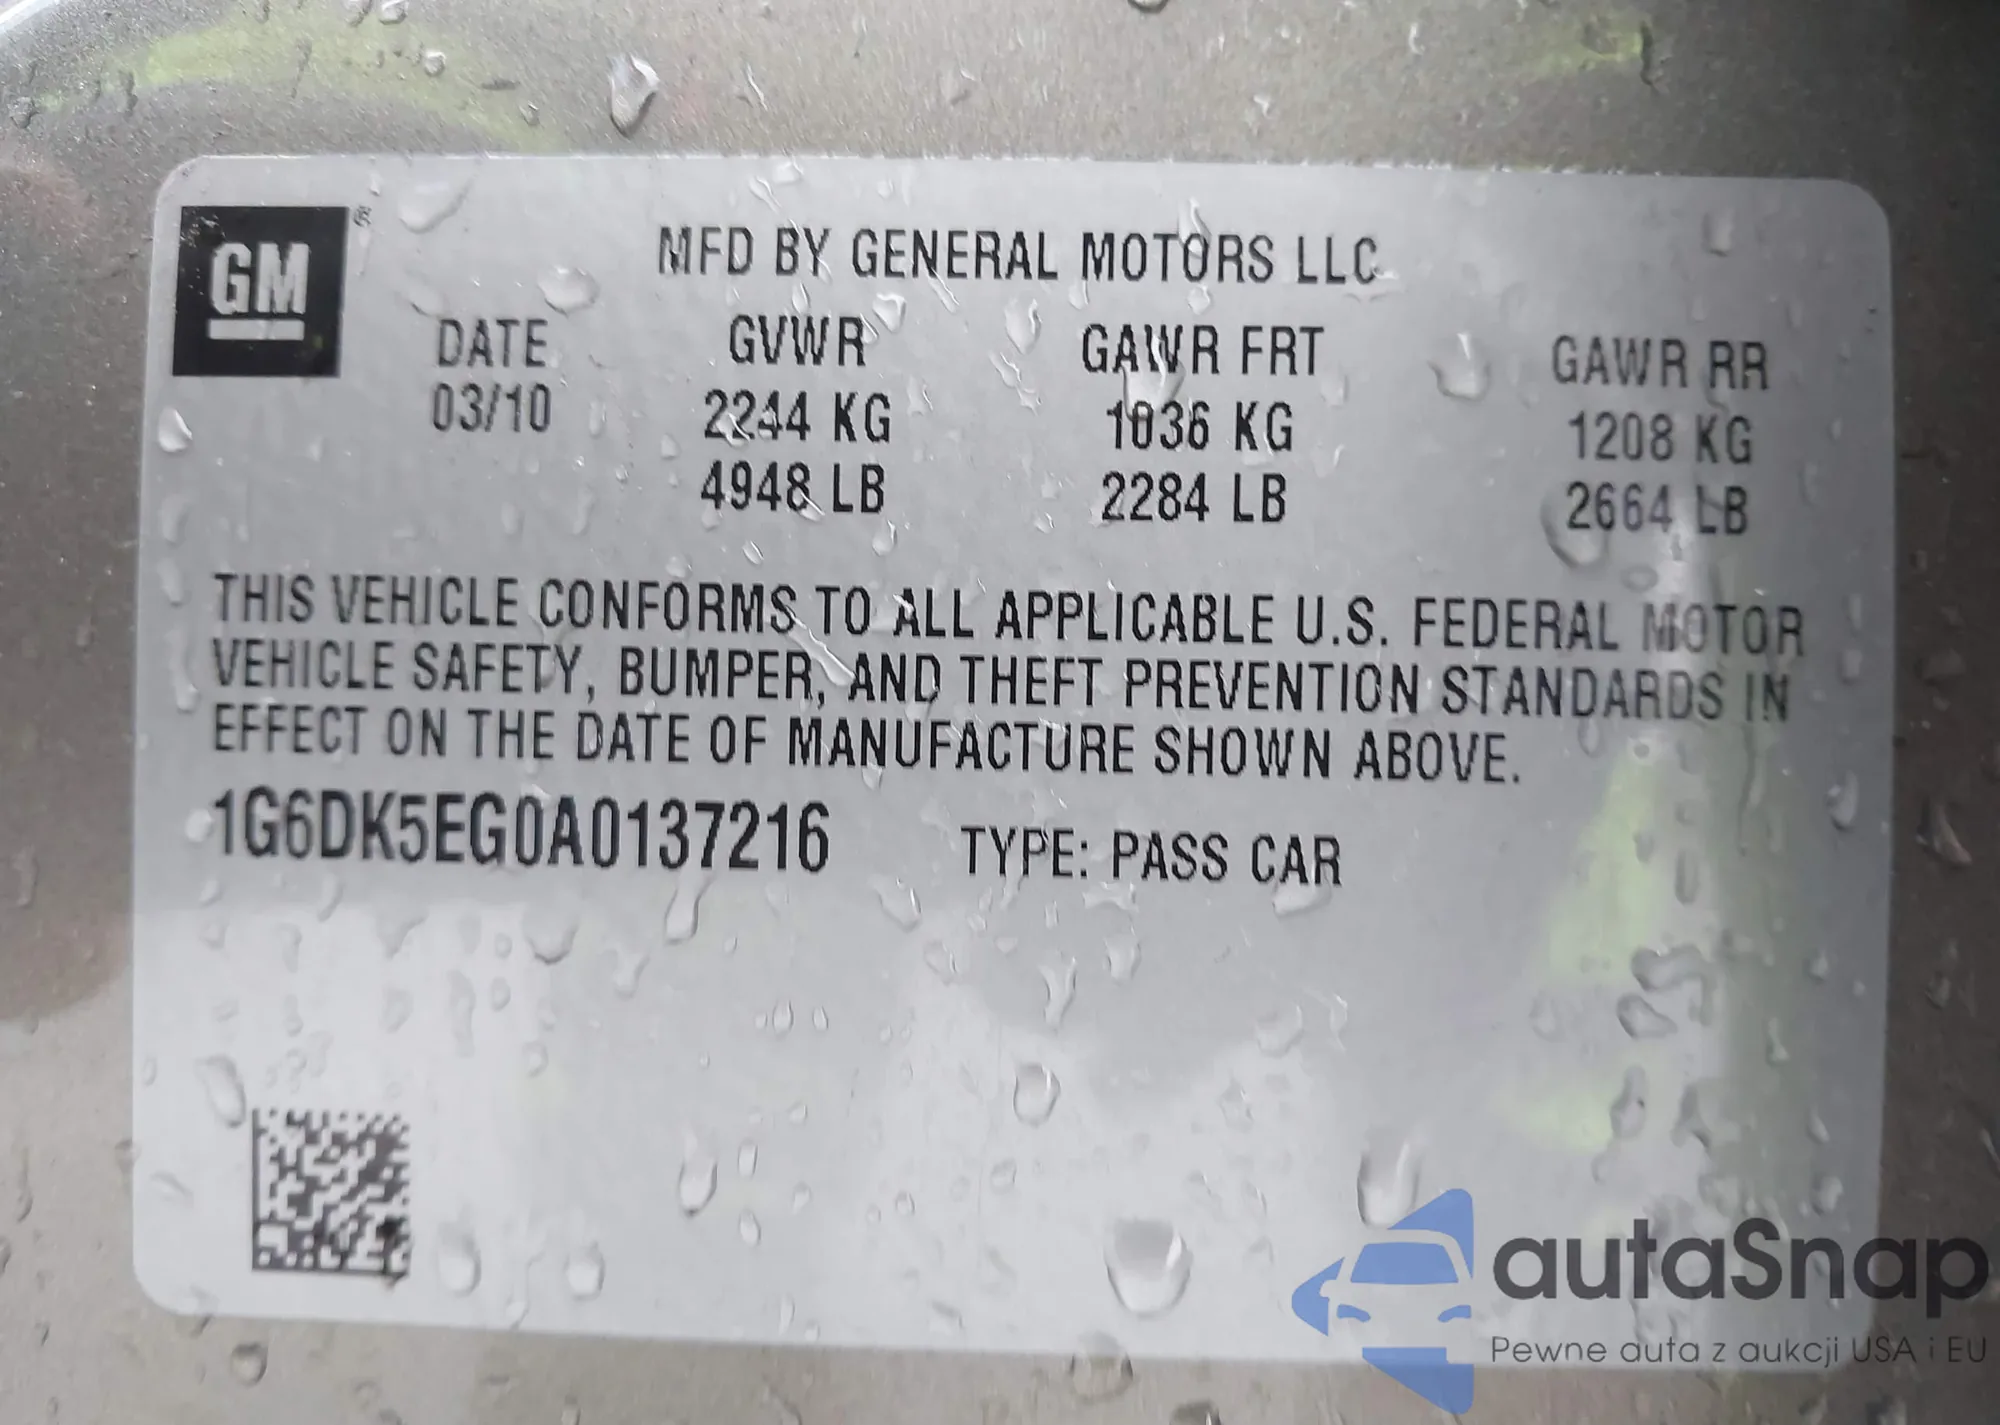 GM ®
MFD BY GENERAL MOTORS LLC
DATE GVWR GAWR FRT GAWR RR
03/10 2244 KG 1036 KG 1208 KG
4948 LB 2284 LB 2664 LB
THIS VEHICLE CONFORMS TO ALL APPLICABLE U.S. FEDERAL MOTOR
VEHICLE SAFETY, BUMPER, AND THEFT PREVENTION STANDARDS IN
EFFECT ON THE DATE OF MANUFACTURE SHOWN ABOVE.
1G6DK5EG0A0137216 TYPE: PASS CAR
autaSnap
Pewne auta z aukcji USA i EU